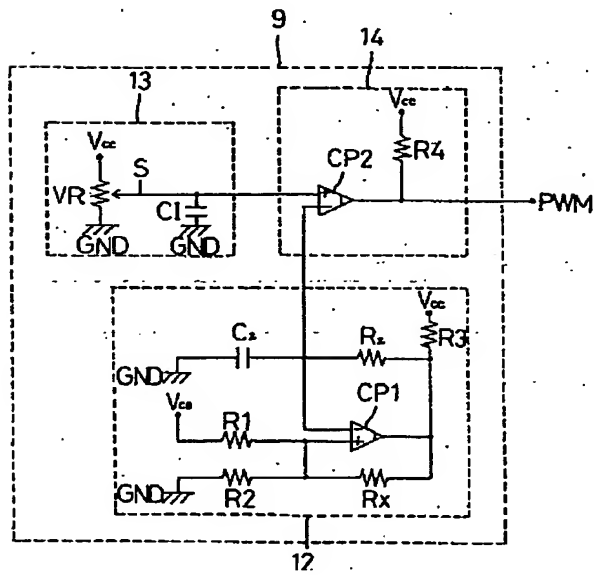 9
14
13
Vcc
Vcc
S
CP2
R4
VR
C1
GND
GND
PWM
Vcc
R3
C2
R2
GND
Vcc
CP1
R1
GND
R2
Rx
12